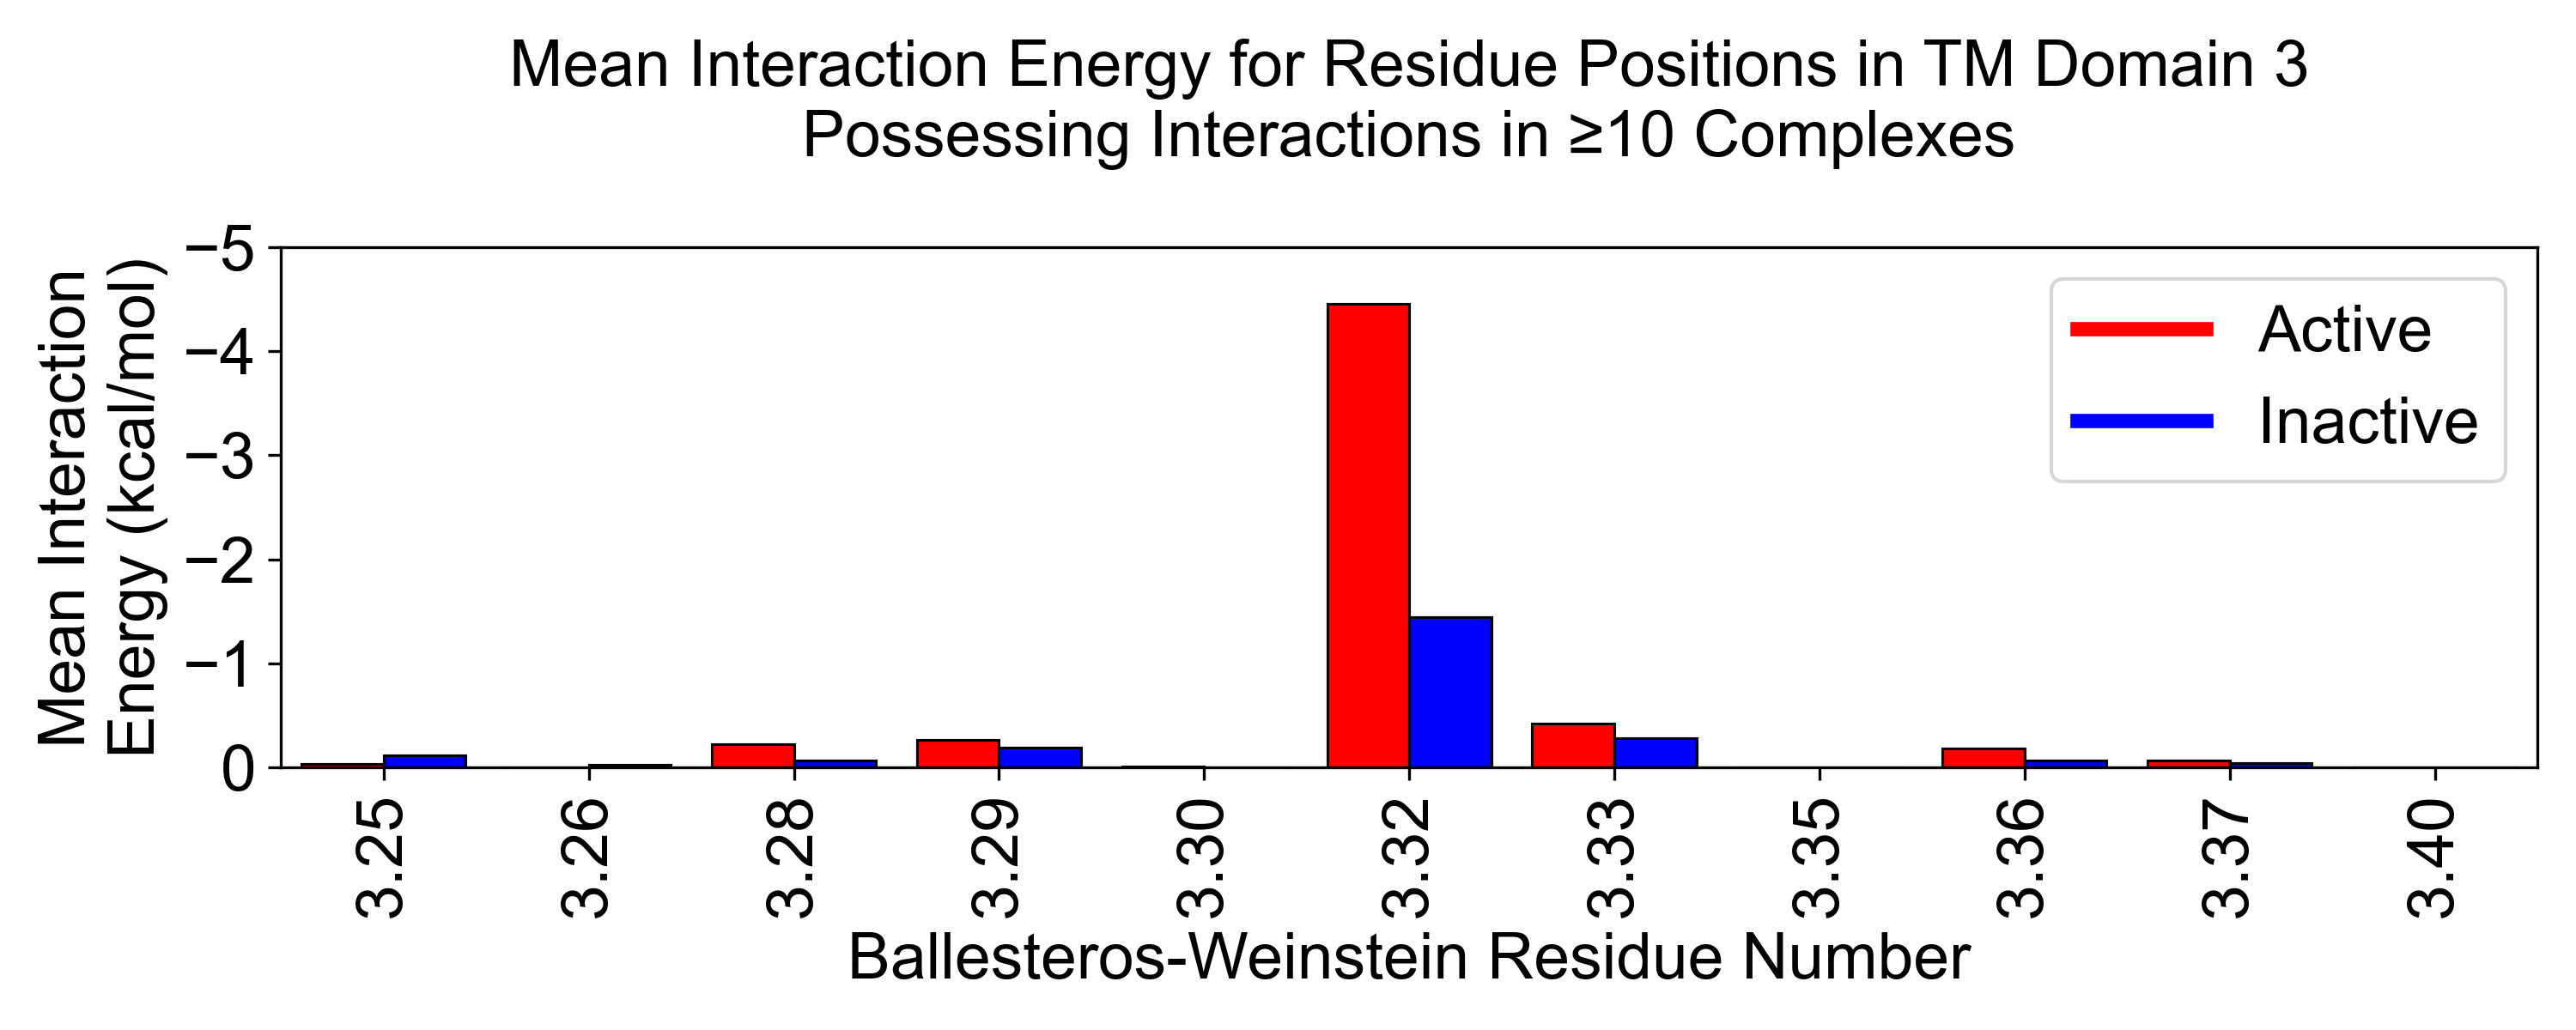 Mean Interaction Energy for Residue Positions in TM Domain 3
Possessing Interactions in ≥10 Complexes
Mean Interaction
Energy (kcal/mol)
−5
−4
−3
−2
−1
0
Active
Inactive
3.25
3.26
3.28
3.29
3.30
3.32
3.33
3.35
3.36
3.37
3.40
Ballesteros-Weinstein Residue Number